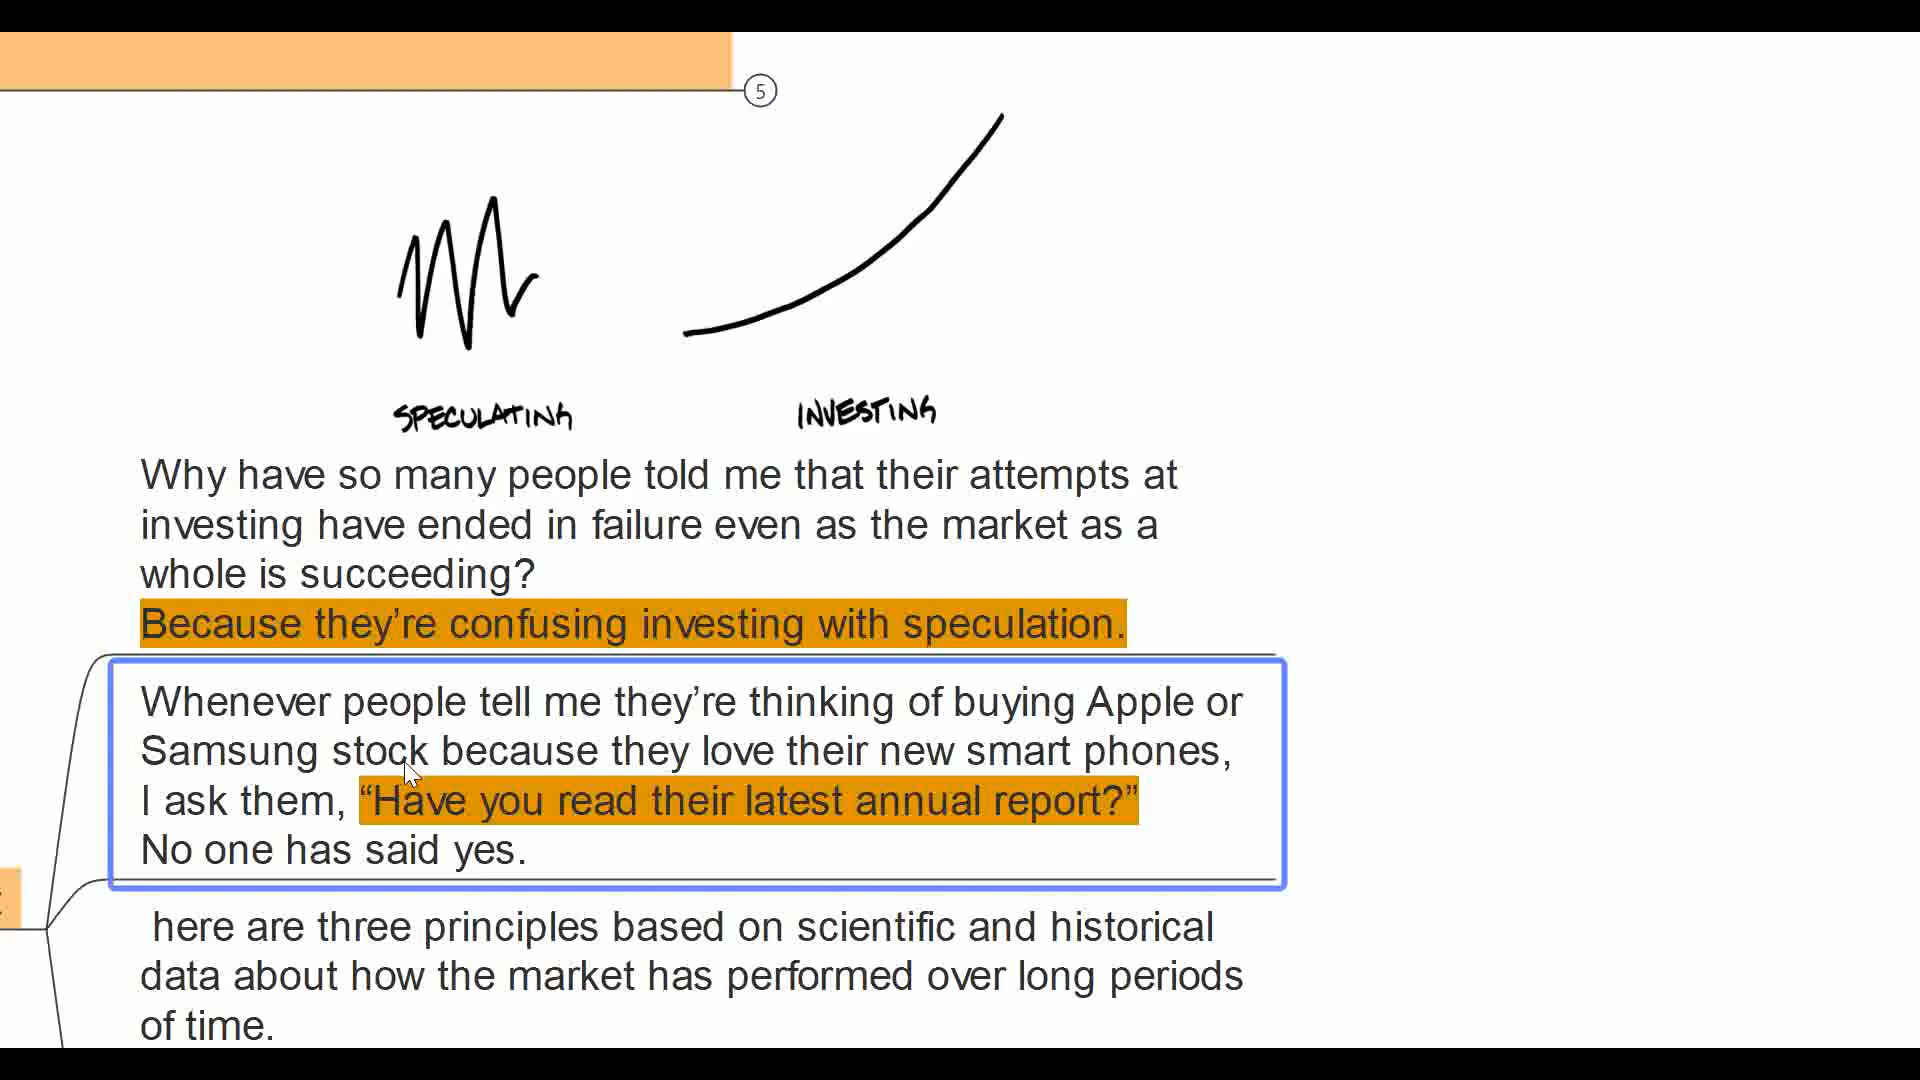 5
SPECULATING
INVESTING
Why have so many people told me that their attempts at
investing have ended in failure even as the market as a
whole is succeeding?
Because they’re confusing investing with speculation.
Whenever people tell me they’re thinking of buying Apple or
Samsung stock because they love their new smart phones,
I ask them, “Have you read their latest annual report?”
No one has said yes.
here are three principles based on scientific and historical
data about how the market has performed over long periods
of time.